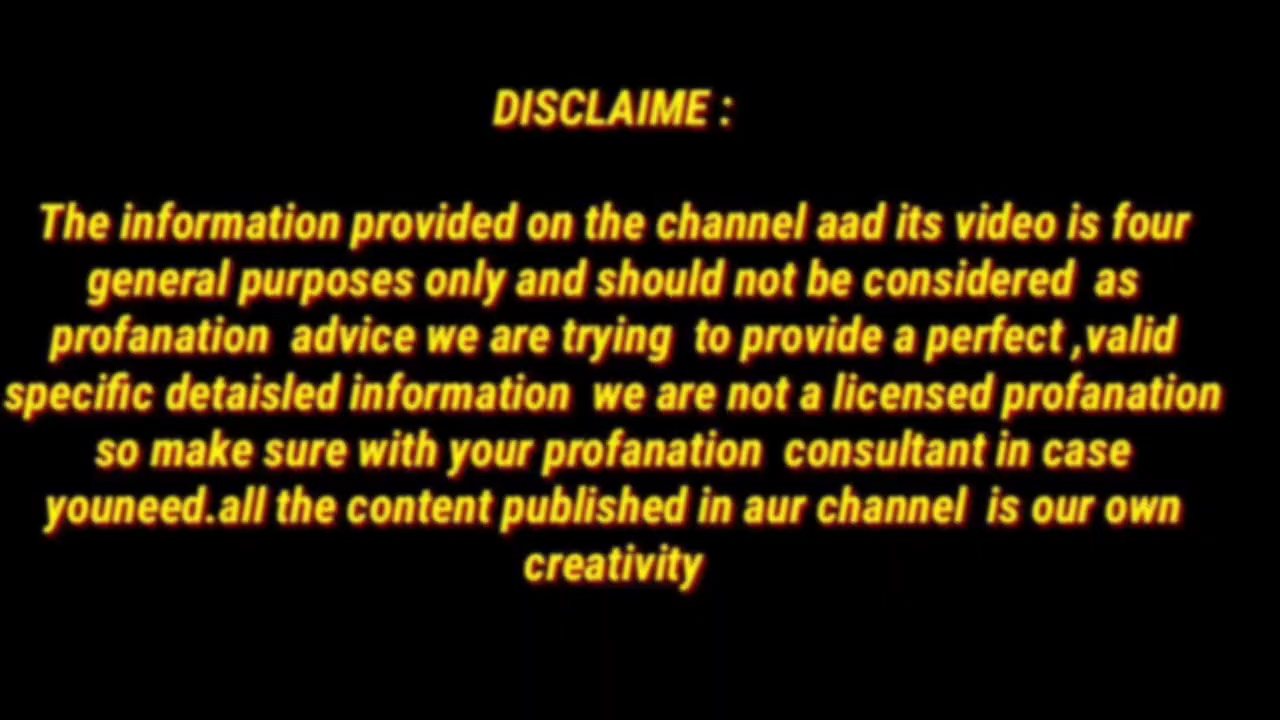 DISCLAIME :
The information provided on the channel aad its video is four
general purposes only and should not be considered as
profanation advice we are trying to provide a perfect ,valid
specific detaisled information we are not a licensed profanation
so make sure with your profanation consultant in case
youneed.all the content published in aur channel is our own
creativity